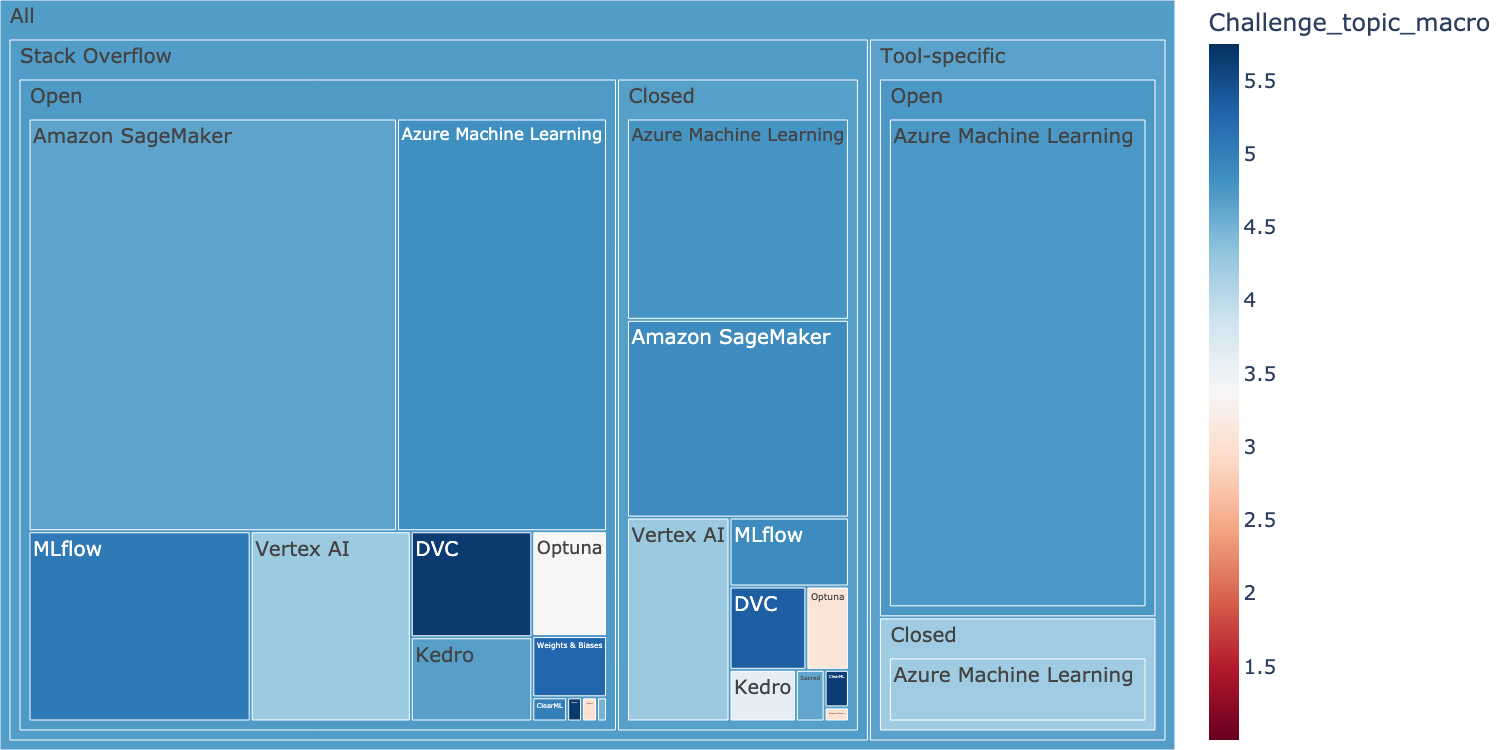 All
Stack Overflow
Open
Amazon SageMaker
Azure Machine Learning
MLflow
Vertex AI
DVC
Kedro
Optuna
Weights & Biases
ClearML
Closed
Azure Machine Learning
Amazon SageMaker
Vertex AI
MLflow
DVC
Optuna
Kedro
Sacred
ClearML
Tool-specific
Open
Azure Machine Learning
Closed
Azure Machine Learning
Challenge_topic_macro
5.5
5
4.5
4
3.5
3
2.5
2
1.5